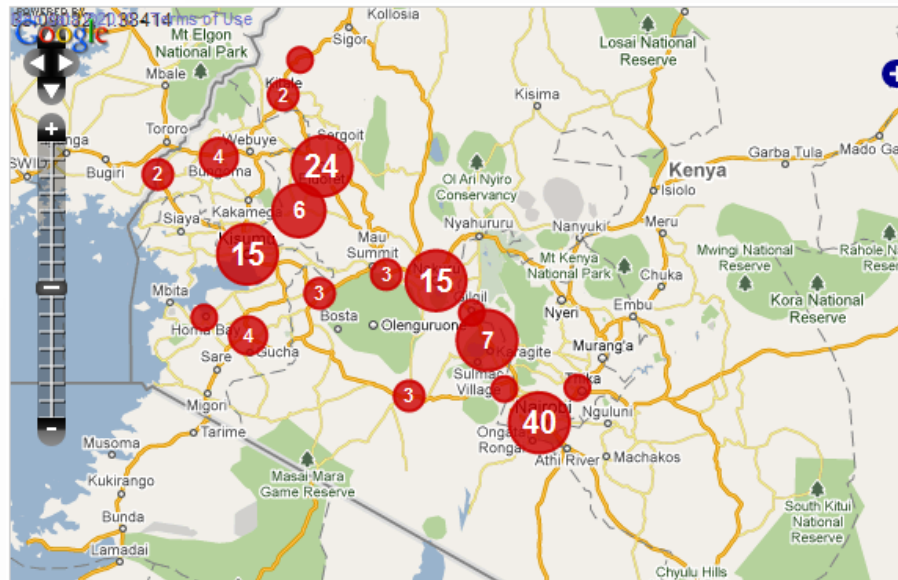 POWERED BY
Google
Terms of Use
Kollosia
Sigor
Mt Elgon
National Park
Losai National
Reserve
Mbale
Kitale
2
Kisima
Tororo
Webuye
Sergoit
Garba Tula
Mado Ga
4
24
Bungoma
Eldoret
Bugiri
2
Kenya
Ol Ari Nyiro
Conservancy
Isiolo
Siaya
Kakamega
6
Nyahururu
Nanyuki
Meru
Kisumu
15
Mau
Summit
Mt Kenya
National Park
Mwingi National
Reserve
Rahole N
Reser
3
15
Chuka
Mbita
3
Gilgil
Kora National
Reserve
Embu
Nyeri
Homa Bay
Bosta
Olenguruone
4
7
Gucha
Karagite
Murang'a
Sare
Sulmac
Village
Thika
3
Migori
Nairobi
40
Nguluni
Musoma
Tarime
Ongata
Rongai
Athi River
Machakos
Kukirango
Masai Mara
Game Reserve
South Kitui
National
Reserve
Bunda
Lamadai
Chyulu Hills